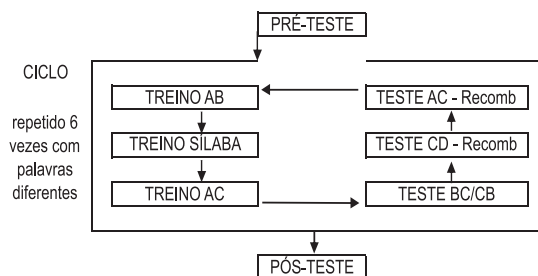 PRÉ-TESTE
CICLO
repetido 6
vezes com
palavras
diferentes
TREINO AB
TREINO SÍLABA
TREINO AC
TESTE AC - Recomb
TESTE CD - Recomb
TESTE BC/CB
PÓS-TESTE